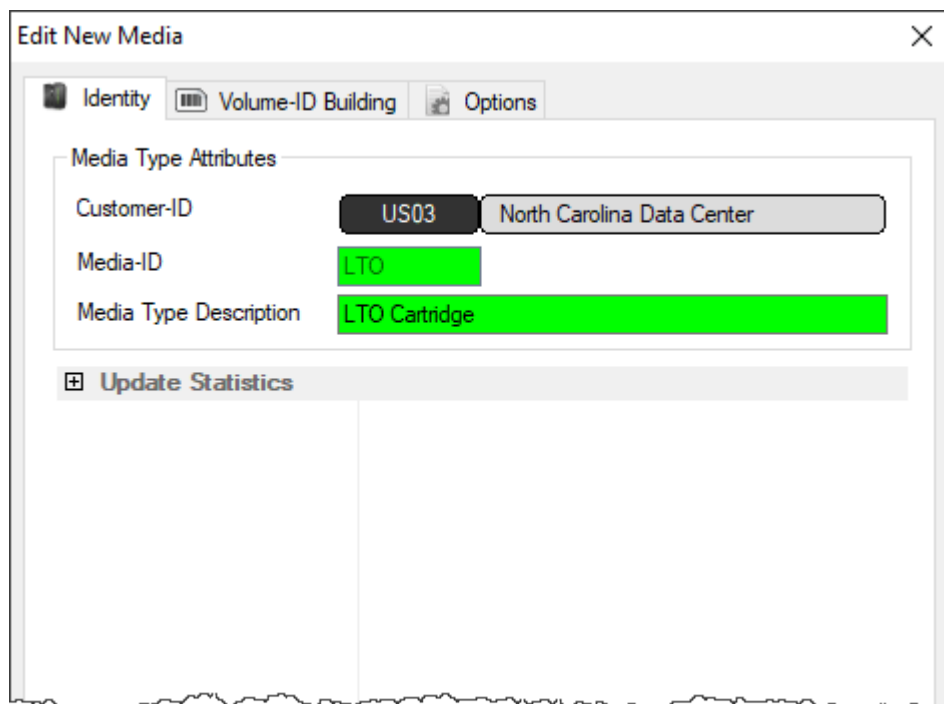 Edit New Media
Identity Volume-ID Building Options
Media Type Attributes
Customer-ID US03 North Carolina Data Center
Media-ID LTO
Media Type Description LTO Cartridge
Update Statistics